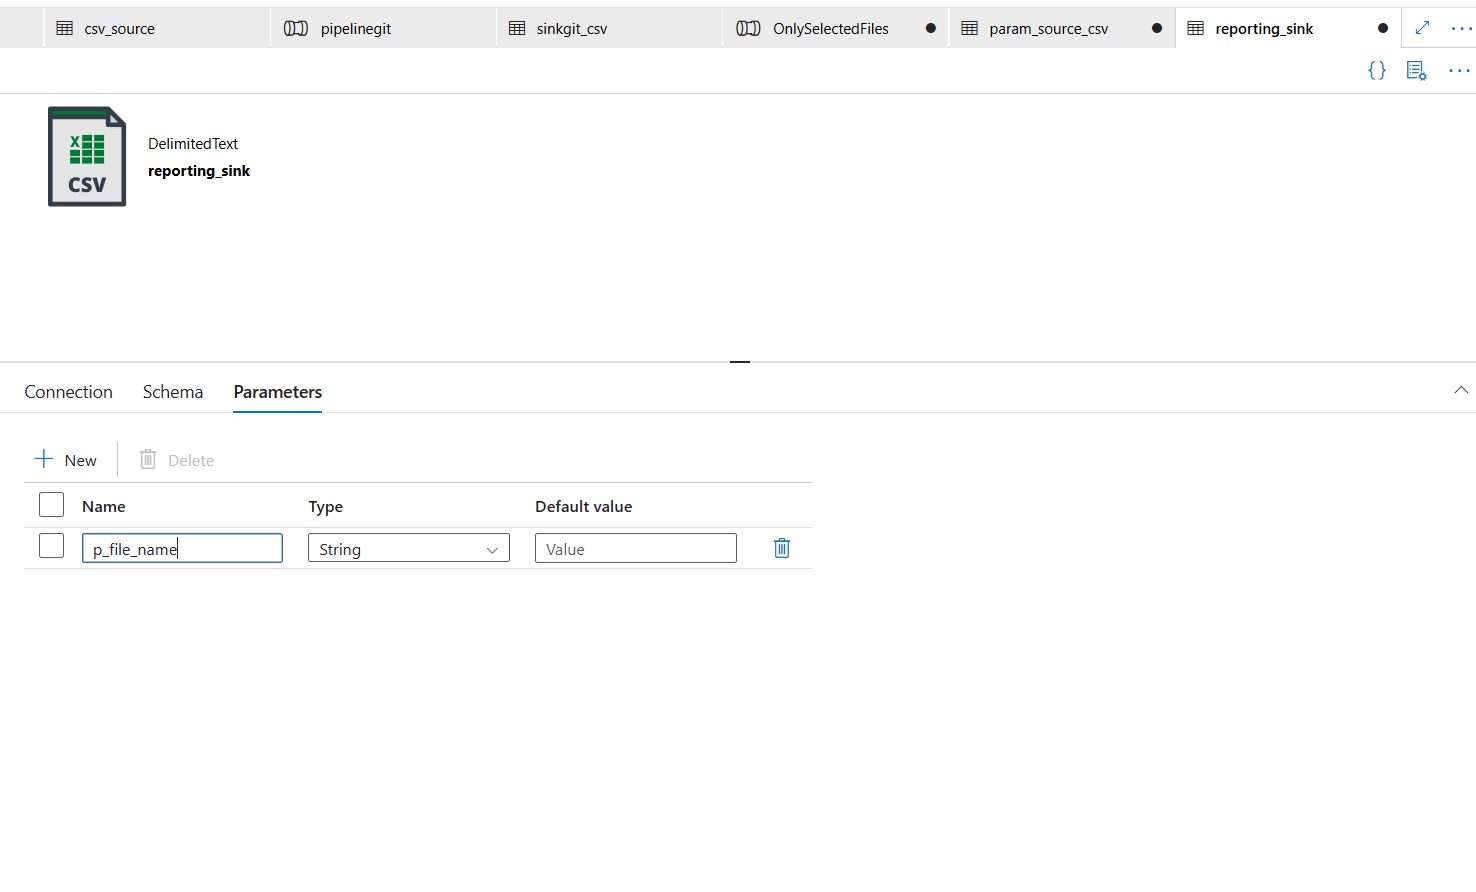 csv_source pipelinegit sinkgit_csv OnlySelectedFiles param_source_csv reporting_sink
DelimitedText
reporting_sink
X
CSV
Connection Schema Parameters
New Delete
Name Type Default value
p_file_name String Value